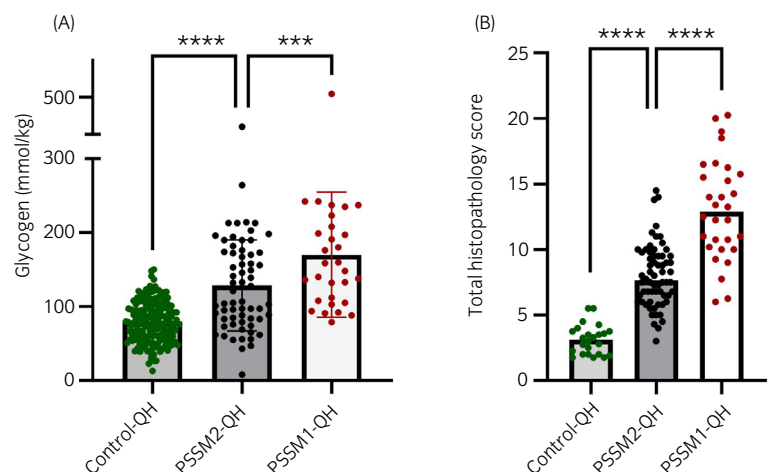 (A)
****
***
Glycogen (mmol/kg)
500
300
200
100
0
Control-QH
PSSM2-QH
PSSM1-QH
(B)
****
****
Total histopathology score
25
20
15
10
5
0
Control-QH
PSSM2-QH
PSSM1-QH